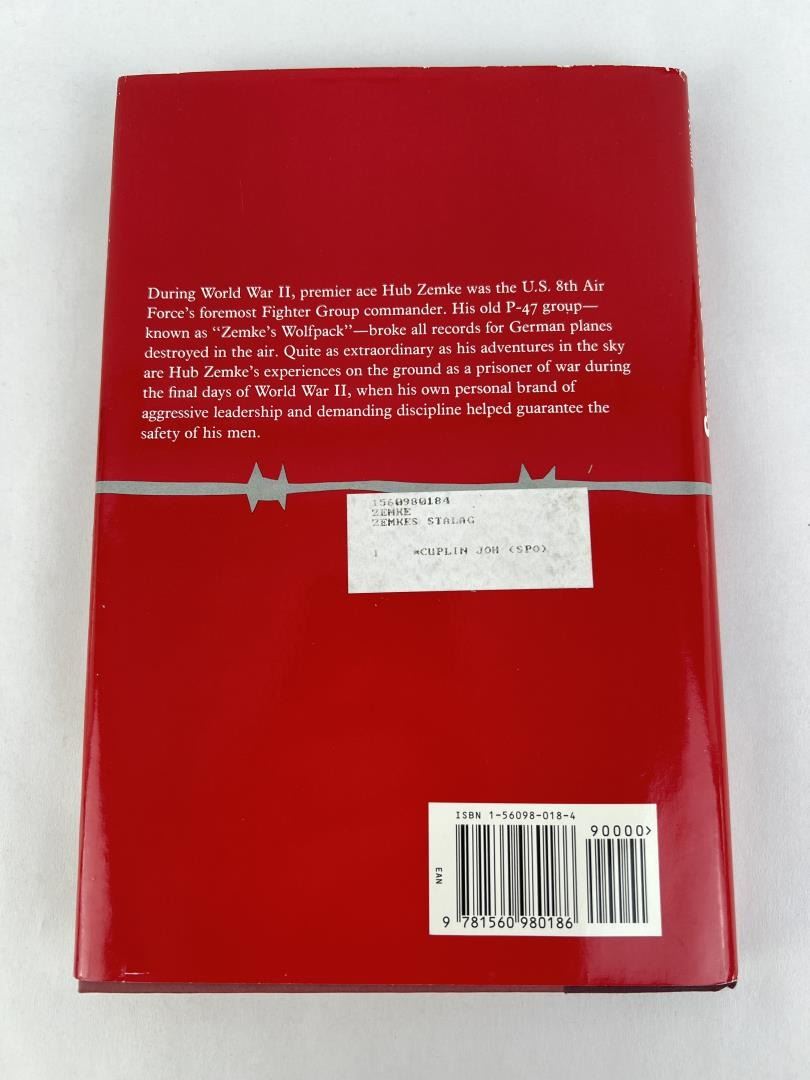 During World War II, premier ace Hub Zemke was the U.S. 8th Air
Force's foremost Fighter Group commander. His old P-47 group—
known as “Zemke's Wolfpack”—broke all records for German planes
destroyed in the air. Quite as extraordinary as his adventures in the sky
are Hub Zemke's experiences on the ground as a prisoner of war during
the final days of World War II, when his own personal brand of
aggressive leadership and demanding discipline helped guarantee the
safety of his men.
1560980184
ZEMKE
ZEMKES STALAG
1 *CUPLIN JOH (SPO)
ISBN 1-56098-018-4
90000>
EAN
9 781560 980186